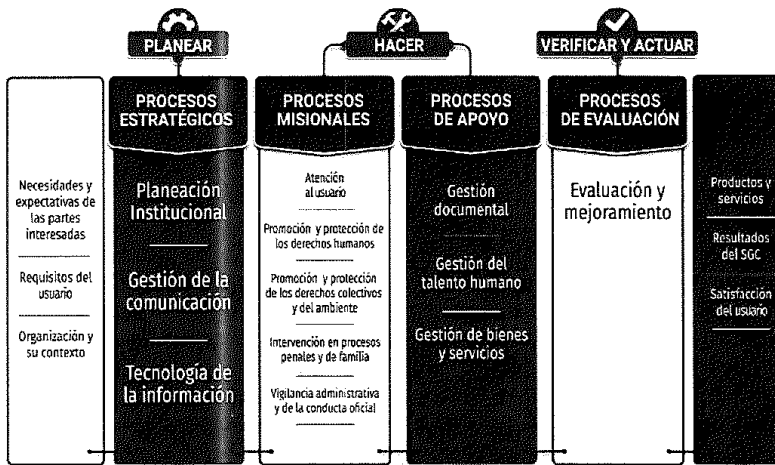 PLANEAR
HACER
VERIFICAR Y ACTUAR
Necesidades y
expectativas de
las partes
interesadas
Requisitos del
usuario
Organización y
su contexto
PROCESOS
ESTRATÉGICOS
Planeación
Institucional
Gestión de la
comunicación
Tecnología de
la información
PROCESOS
MISIONALES
Atención
al usuario
Promoción y protección de
los derechos humanos
Promoción y protección
de los derechos colectivos
y del ambiente
Intervención en procesos
penales y de familia
Vigilancia administrativa
y de la conducta oficial
PROCESOS
DE APOYO
Gestión
documental
Gestión del
talento humano
Gestión de bienes
y servicios
PROCESOS
DE EVALUACIÓN
Evaluación y
mejoramiento
Productos y
servicios
Resultados
del SGC
Satisfacción
del usuario